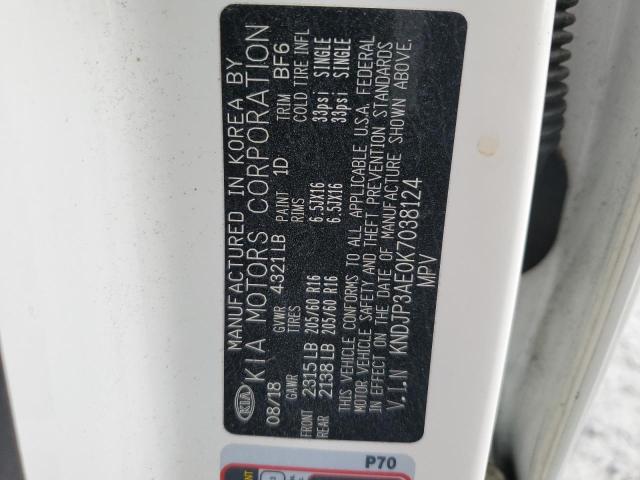 MANUFACTURED IN KOREA BY
KIA KIA MOTORS CORPORATION
08/18 GVWR 4321LB PAINT 1D TRIM BF6
GAWR TIRES RIMS COLD TIRE INFL
FRONT 2315LB 205/60 R16 6.5JX16 33psi SINGLE
REAR 2138LB 205/60 R16 6.5JX16 33psi SINGLE
THIS VEHICLE CONFORMS TO ALL APPLICABLE U.S.A. FEDERAL
MOTOR VEHICLE SAFETY AND THEFT PREVENTION STANDARDS
IN EFFECT ON THE DATE OF MANUFACTURE SHOWN ABOVE.
V.I.N KNDJP3AE0K7038124
MPV
P70